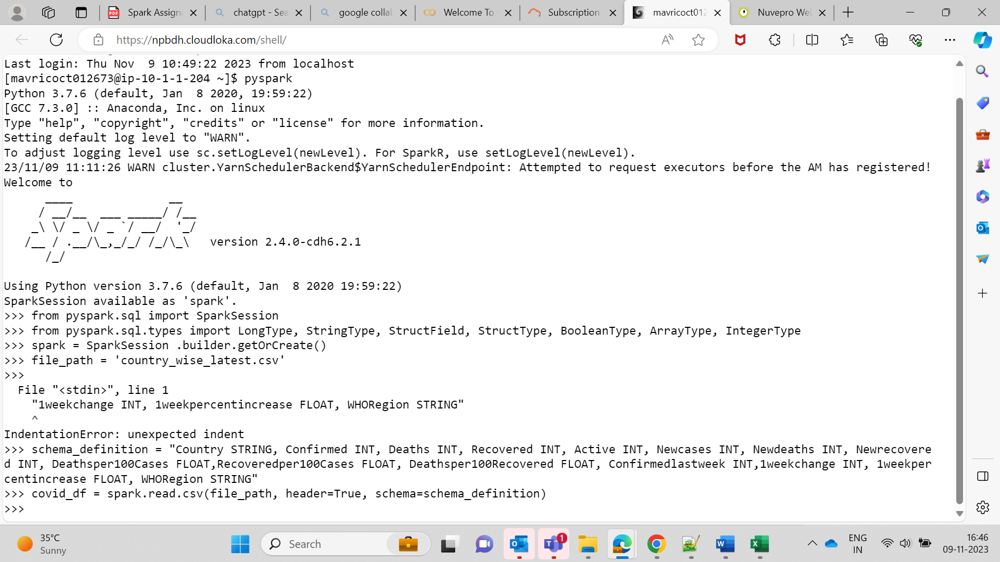 Spark Assignm
chatgpt - Sea
google collab
Welcome To
Subscription
mavricoct012
Nuvepro Wel
https://npbdh.cloudloka.com/shell/
Last login: Thu Nov  9 10:49:22 2023 from localhost
[mavricoct012673@ip-10-1-1-204 ~]$ pyspark
Python 3.7.6 (default, Jan  8 2020, 19:59:22)
[GCC 7.3.0] :: Anaconda, Inc. on linux
Type "help", "copyright", "credits" or "license" for more information.
Setting default log level to "WARN".
To adjust logging level use sc.setLogLevel(newLevel). For SparkR, use setLogLevel(newLevel).
23/11/09 11:11:26 WARN cluster.YarnSchedulerBackend$YarnSchedulerEndpoint: Attempted to request executors before the AM has registered!
Welcome to
      ____              __
     / __/__  ___ _____/ /__
    _\ \/ _ \/ _ `/ __/  '_/
   /__ / .__/\_,_/_/ /_/\_\   version 2.4.0-cdh6.2.1
      /_/
Using Python version 3.7.6 (default, Jan  8 2020 19:59:22)
SparkSession available as 'spark'.
>>> from pyspark.sql import SparkSession
>>> from pyspark.sql.types import LongType, StringType, StructField, StructType, BooleanType, ArrayType, IntegerType
>>> spark = SparkSession .builder.getOrCreate()
>>> file_path = 'country_wise_latest.csv'
>>>
  File "<stdin>", line 1
    "1weekchange INT, 1weekpercentincrease FLOAT, WHORegion STRING"
    ^
IndentationError: unexpected indent
>>> schema_definition = "Country STRING, Confirmed INT, Deaths INT, Recovered INT, Active INT, Newcases INT, Newdeaths INT, Newrecovere
d INT, Deathsper100Cases FLOAT,Recoveredper100Cases FLOAT, Deathsper100Recovered FLOAT, Confirmedlastweek INT,1weekchange INT, 1weekper
centincrease FLOAT, WHORegion STRING"
>>> covid_df = spark.read.csv(file_path, header=True, schema=schema_definition)
>>>
35°C
Sunny
Search
1
ENG
IN
16:46
09-11-2023